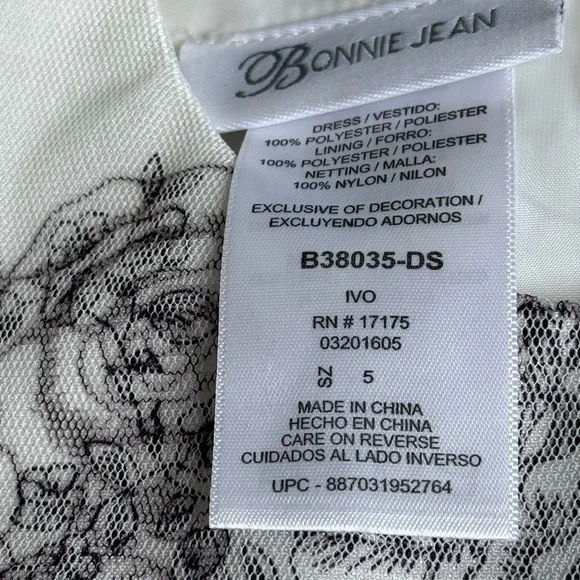 BONNIE JEAN
DRESS / VESTIDO:
100% POLYESTER / POLIESTER
LINING / FORRO:
100% POLYESTER / POLIESTER
NETTING / MALLA:
100% NYLON / NILON
EXCLUSIVE OF DECORATION /
EXCLUYENDO ADORNOS
B38035-DS
IVO
RN # 17175
03201605
SZ 5
MADE IN CHINA
HECHO EN CHINA
CARE ON REVERSE
CUIDADOS AL LADO INVERSO
UPC - 887031952764